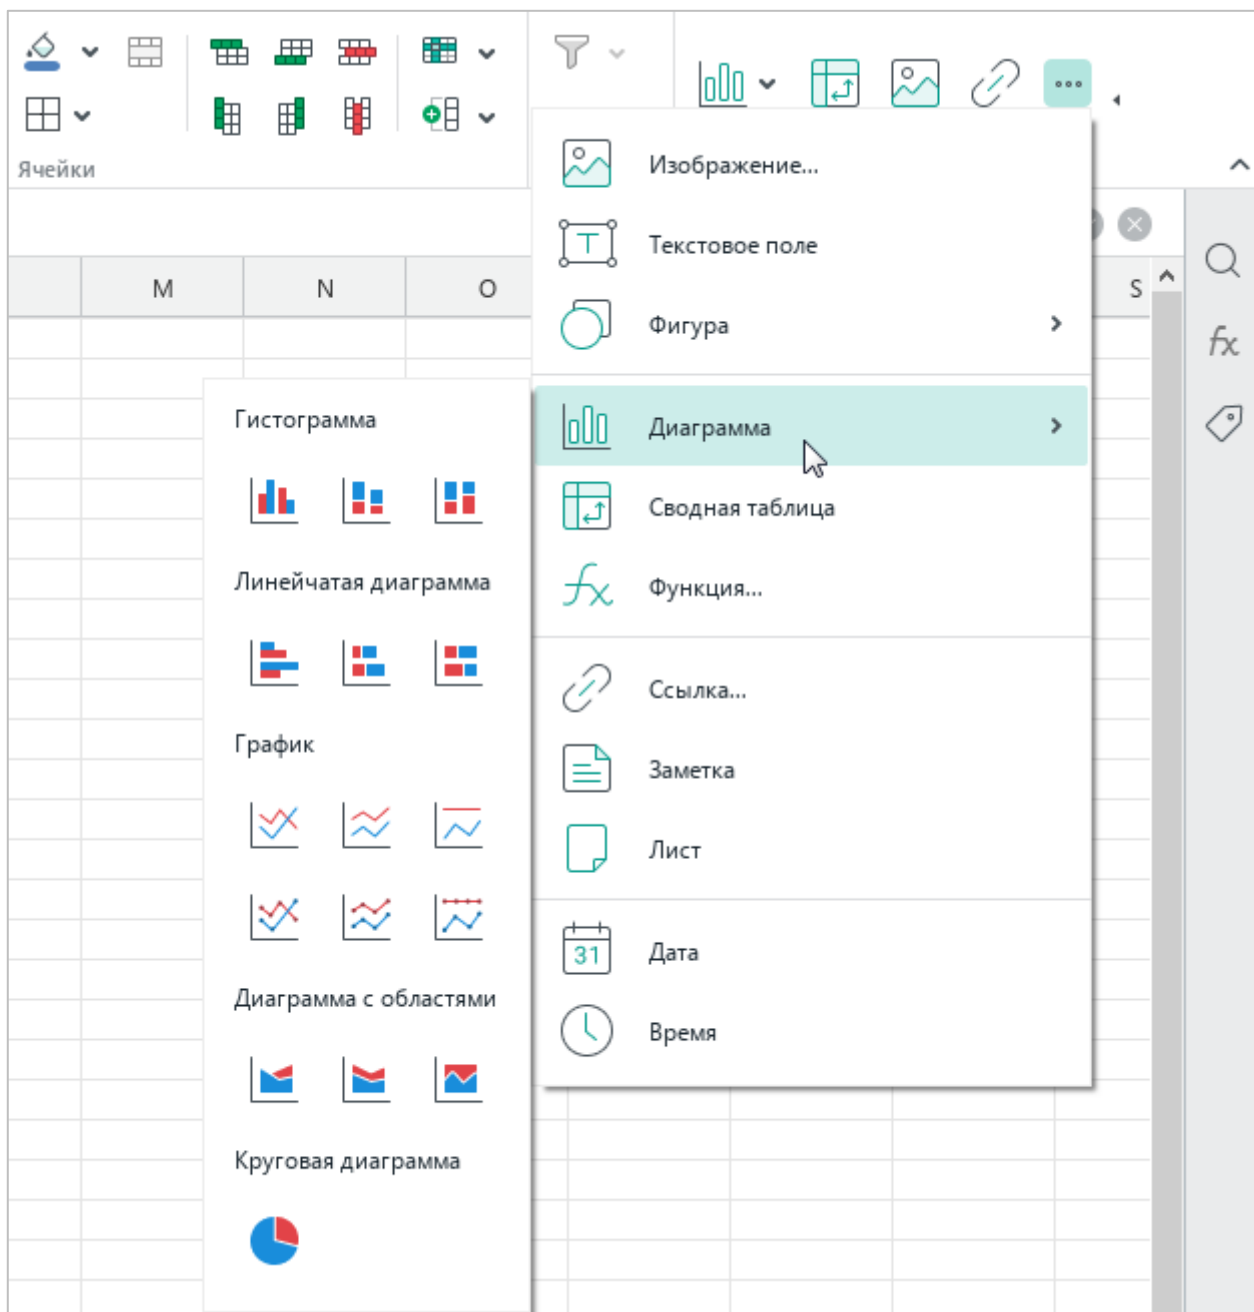 Ячейки
M
N
O
S
fx
Изображение...
T
Текстовое поле
Фигура
Диаграмма
Сводная таблица
fx
Функция...
Ссылка...
Заметка
Лист
31
Дата
Время
Гистограмма
Линейчатая диаграмма
График
Диаграмма с областями
Круговая диаграмма